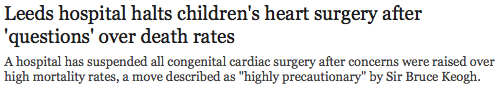 Leeds hospital halts children's heart surgery after
'questions' over death rates
A hospital has suspended all congenital cardiac surgery after concerns were raised over
high mortality rates, a move described as "highly precautionary" by Sir Bruce Keogh.